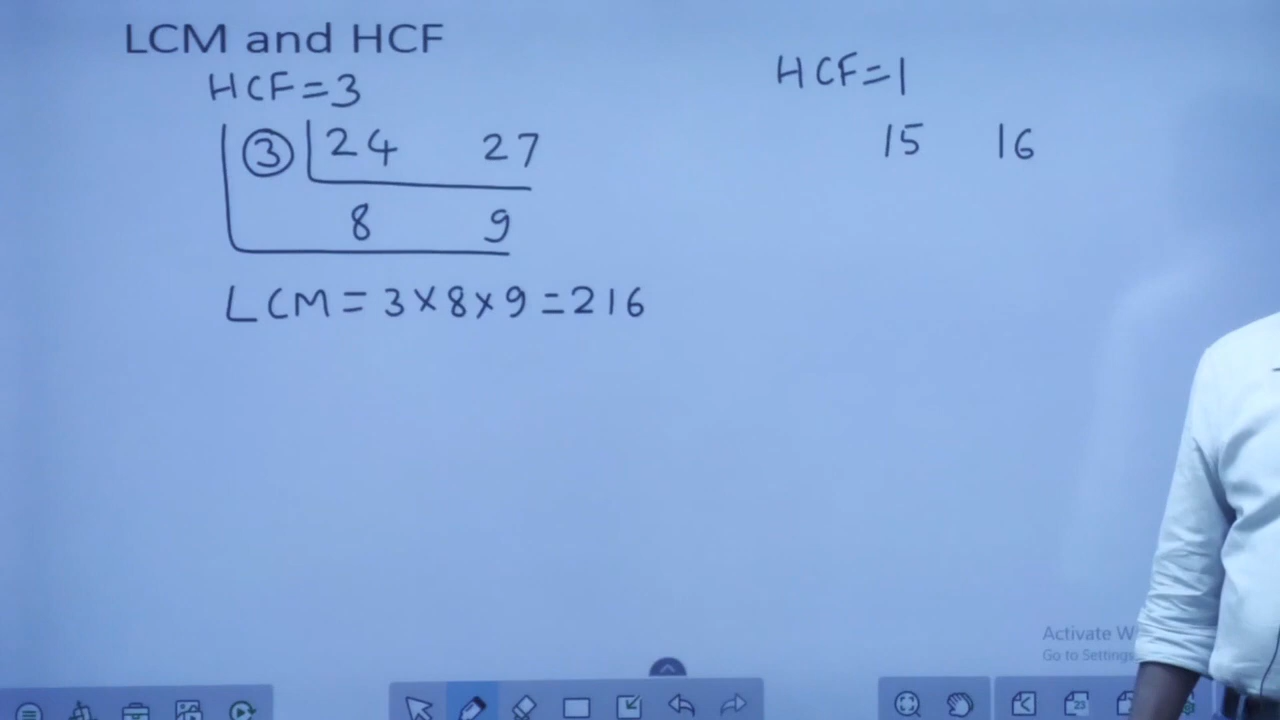 LCM and HCF
HCF=3
3 24 27
8 9
LCM = 3×8×9=216
HCF=1
15 16
Activate W
Go to Settings
23